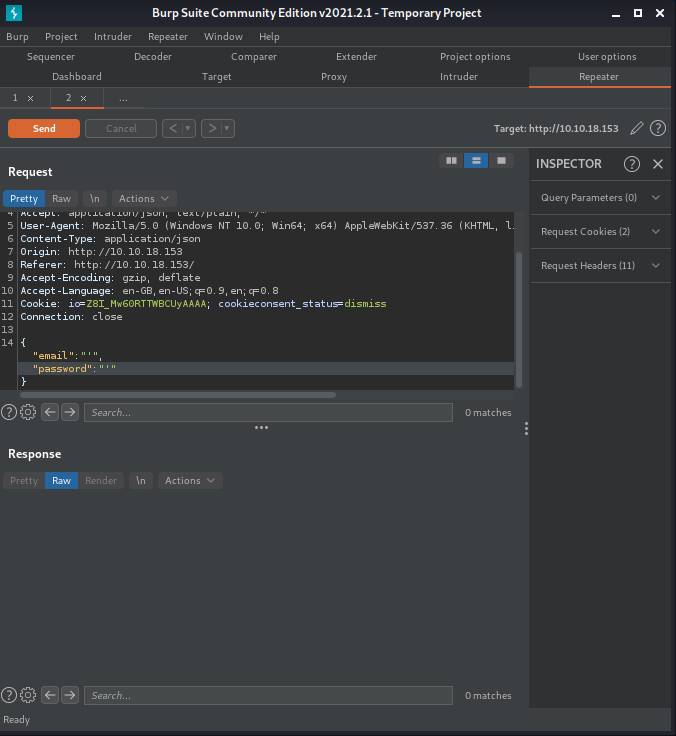 Burp Suite Community Edition v2021.2.1 - Temporary Project
Burp Project Intruder Repeater Window Help
Sequencer Decoder Comparer Extender Project options User options
Dashboard Target Proxy Intruder Repeater
1 × 2 × ...
Send Cancel < > Target: http://10.10.18.153 ?
Request
Pretty Raw \n Actions
4 Accept: application/json, text/plain, */*
5 User-Agent: Mozilla/5.0 (Windows NT 10.0; Win64; x64) AppleWebKit/537.36 (KHTML, l
6 Content-Type: application/json
7 Origin: http://10.10.18.153
8 Referer: http://10.10.18.153/
9 Accept-Encoding: gzip, deflate
10 Accept-Language: en-GB,en-US;q=0.9,en;q=0.8
11 Cookie: io=Z8I_Mw6ORTTWBCUyAAAA; cookieconsent_status=dismiss
12 Connection: close
13
14 {
"email":"'",
"password":"'"
}
? Search... 0 matches
Response
Pretty Raw Render \n Actions
? Search... 0 matches
Ready
INSPECTOR ? ×
Query Parameters (0)
Request Cookies (2)
Request Headers (11)